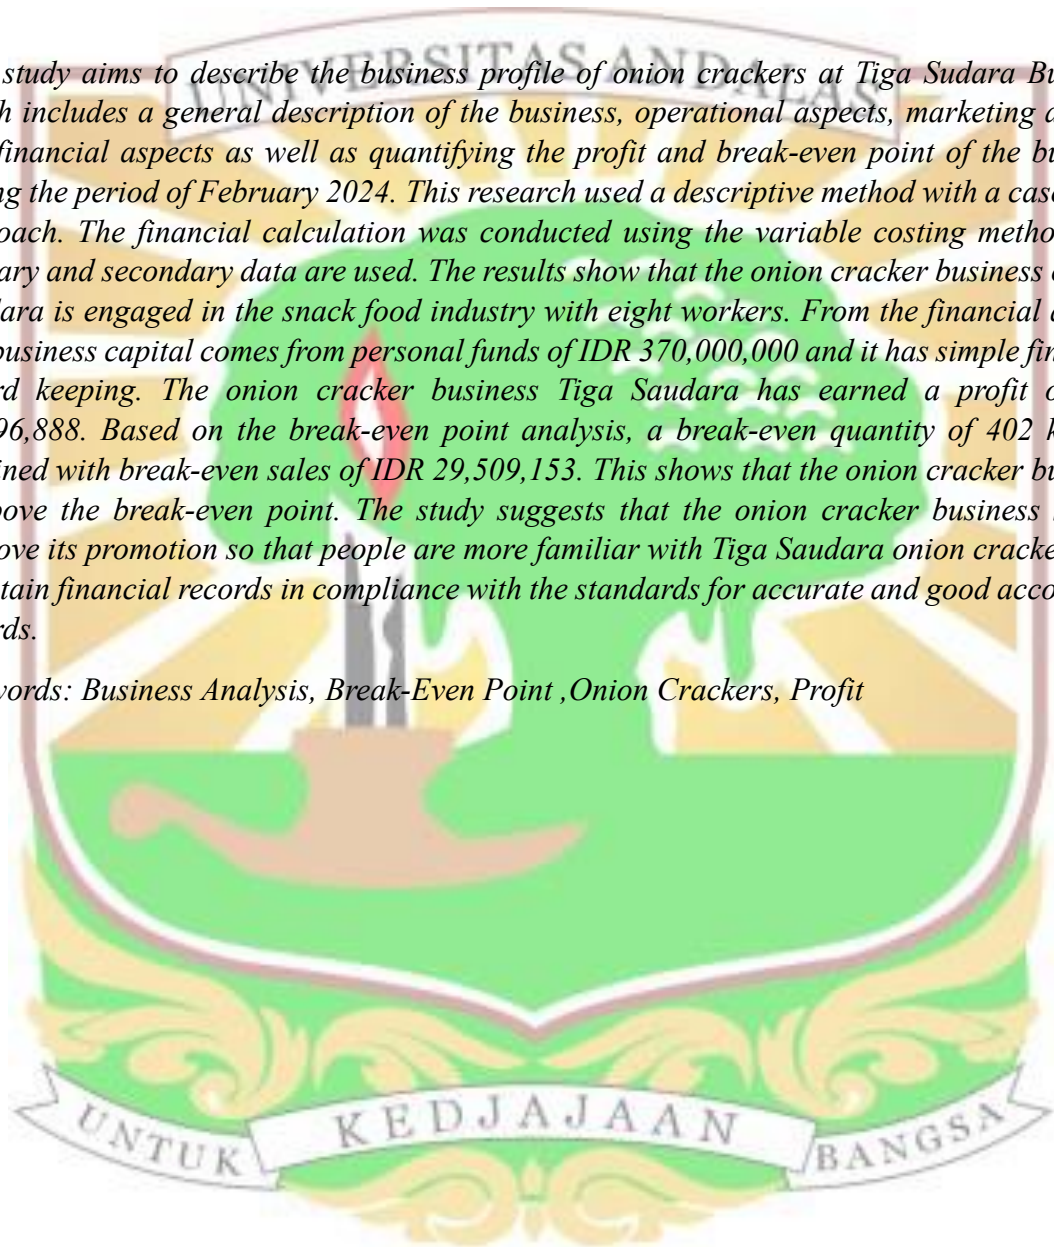 UNIVERSITAS ANDALAS
study aims to describe the business profile of onion crackers at Tiga Sudara Bu
h includes a general description of the business, operational aspects, marketing a
financial aspects as well as quantifying the profit and break-even point of the bu
ng the period of February 2024. This research used a descriptive method with a case
oach. The financial calculation was conducted using the variable costing metho
ary and secondary data are used. The results show that the onion cracker business
ara is engaged in the snack food industry with eight workers. From the financial a
business capital comes from personal funds of IDR 370,000,000 and it has simple fin
rd keeping. The onion cracker business Tiga Saudara has earned a profit o
96,888. Based on the break-even point analysis, a break-even quantity of 402 k
ined with break-even sales of IDR 29,509,153. This shows that the onion cracker bu
bove the break-even point. The study suggests that the onion cracker business
ove its promotion so that people are more familiar with Tiga Saudara onion cracke
tain financial records in compliance with the standards for accurate and good acco
rds.
words: Business Analysis, Break-Even Point ,Onion Crackers, Profit
UNTUK KEDJAJAAN BANGSA